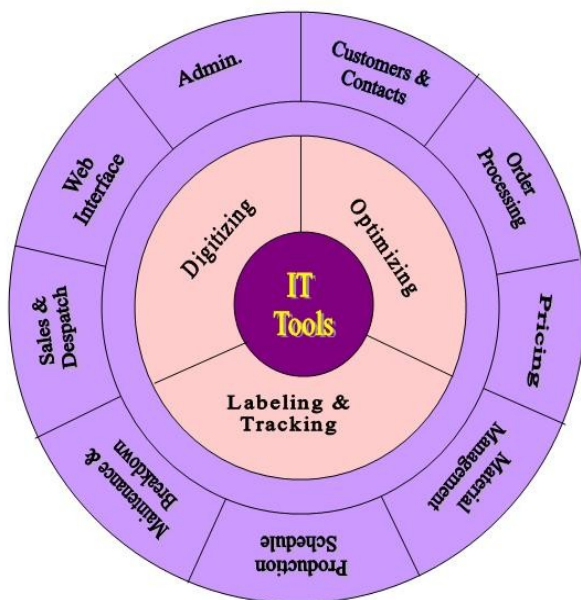 Admin.
Customers &
Contacts
Order
Processing
Pricing
Material
Management
Production
Schedule
Maintenance &
Breakdown
Sales &
Despatch
Web
Interface
Digitizing
Optimizing
Labeling &
Tracking
IT
Tools